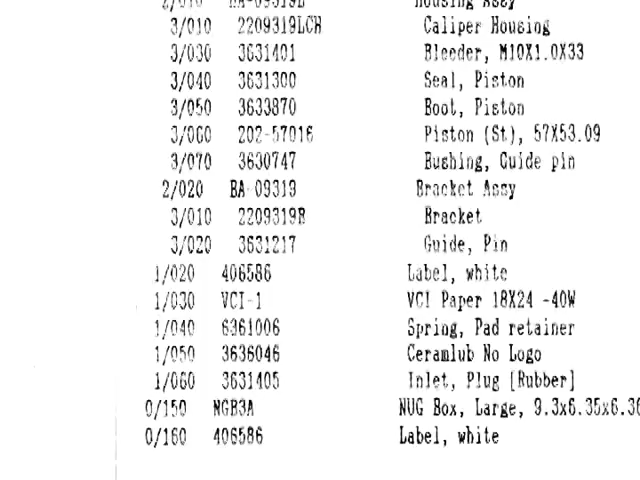 Housing Assy
3/010 2209319LCH Caliper Housing
3/030 3631401 Bleeder, M10X1.0X33
3/040 3631300 Seal, Piston
3/050 3633870 Boot, Piston
3/060 202-57016 Piston (St), 57X53.09
3/070 3630747 Bushing, Guide pin
2/020 BA-09319 Bracket Assy
3/010 2209319B Bracket
3/020 3631217 Guide, Pin
1/020 406586 Label, white
1/030 VCI-1 VCI Paper 18X24 -40W
1/040 6361006 Spring, Pad retainer
1/050 3636046 Ceramlub No Logo
1/060 3631405 Inlet, Plug [Rubber]
0/150 NGB3A NUG Box, Large, 9.3x6.35x6.3
0/160 406586 Label, white